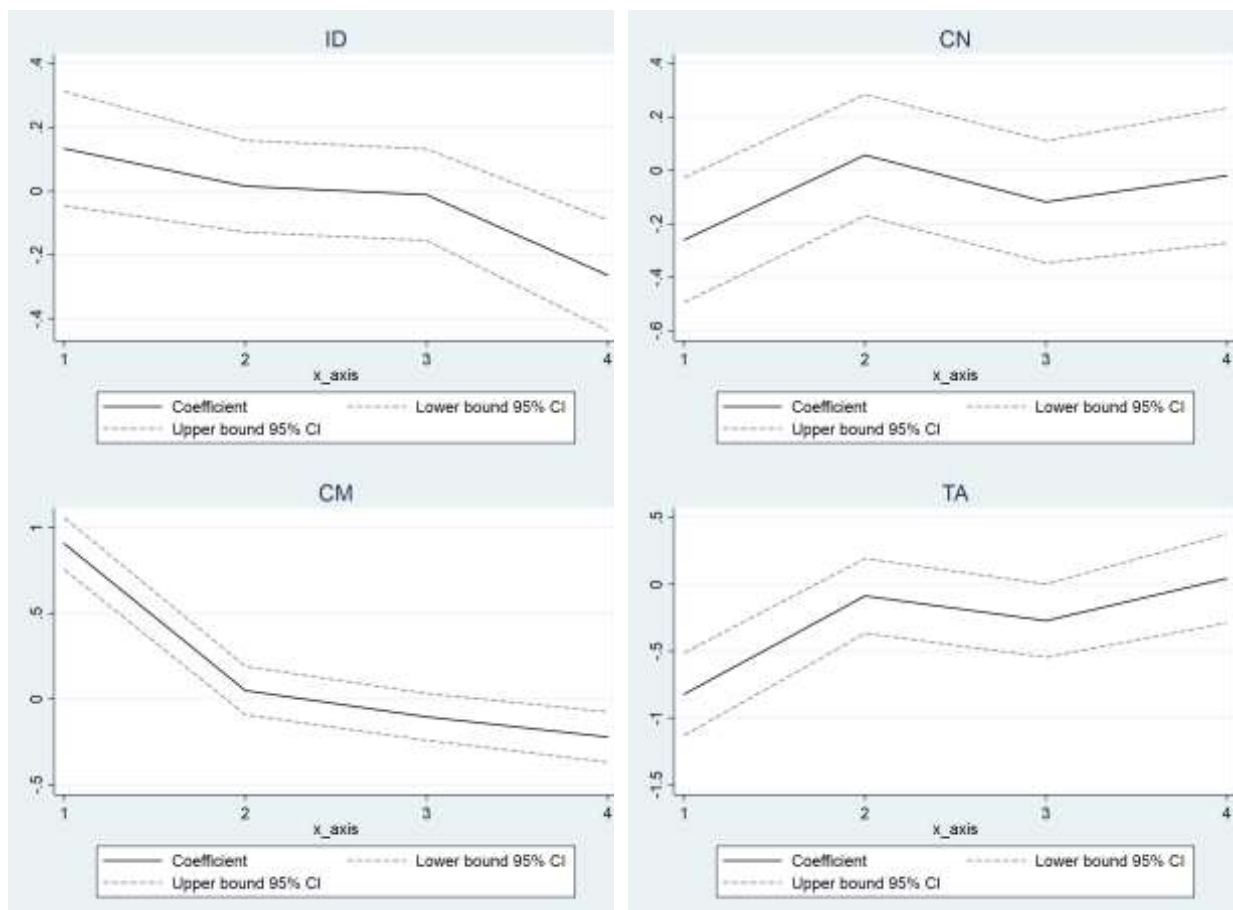 ID
.4
.2
0
-.2
-.4
1 2 3 4
x_axis
Coefficient Lower bound 95% CI
Upper bound 95% CI
CN
.4
.2
0
-.2
-.4
-.6
1 2 3 4
x_axis
Coefficient Lower bound 95% CI
Upper bound 95% CI
CM
1
.5
0
-.5
1 2 3 4
x_axis
Coefficient Lower bound 95% CI
Upper bound 95% CI
TA
.5
0
-.5
-1
-1.5
1 2 3 4
x_axis
Coefficient Lower bound 95% CI
Upper bound 95% CI